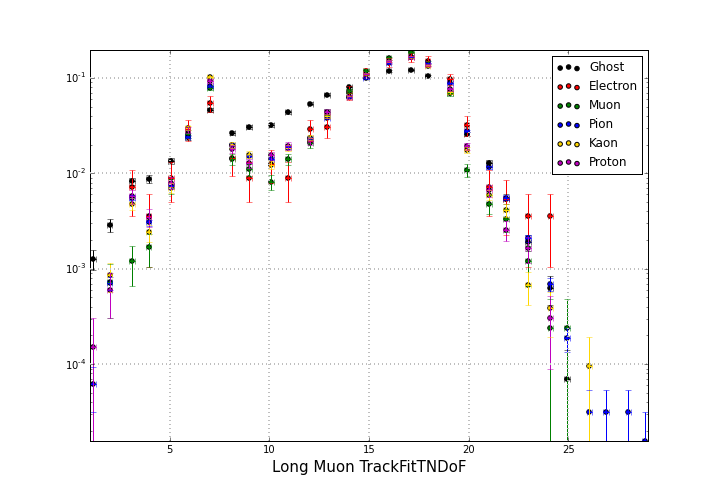 10^-1
10^-2
10^-3
10^-4
5 10 15 20 25
Long Muon TrackFitTNDoF
Ghost
Electron
Muon
Pion
Kaon
Proton